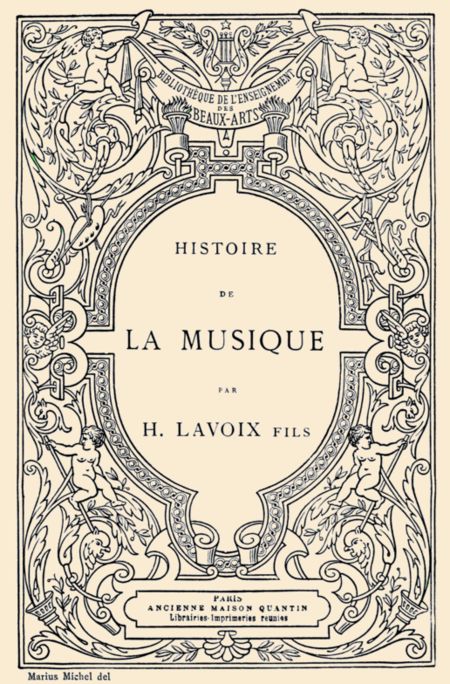 BIBLIOTHÈQUE DE L'ENSEIGNEMENT
DES
BEAUX-ARTS
HISTOIRE
DE
LA MUSIQUE
PAR
H. LAVOIX FILS
PARIS
ANCIENNE MAISON QUANTIN
Librairies-Imprimeries reunies
Marius Michel del